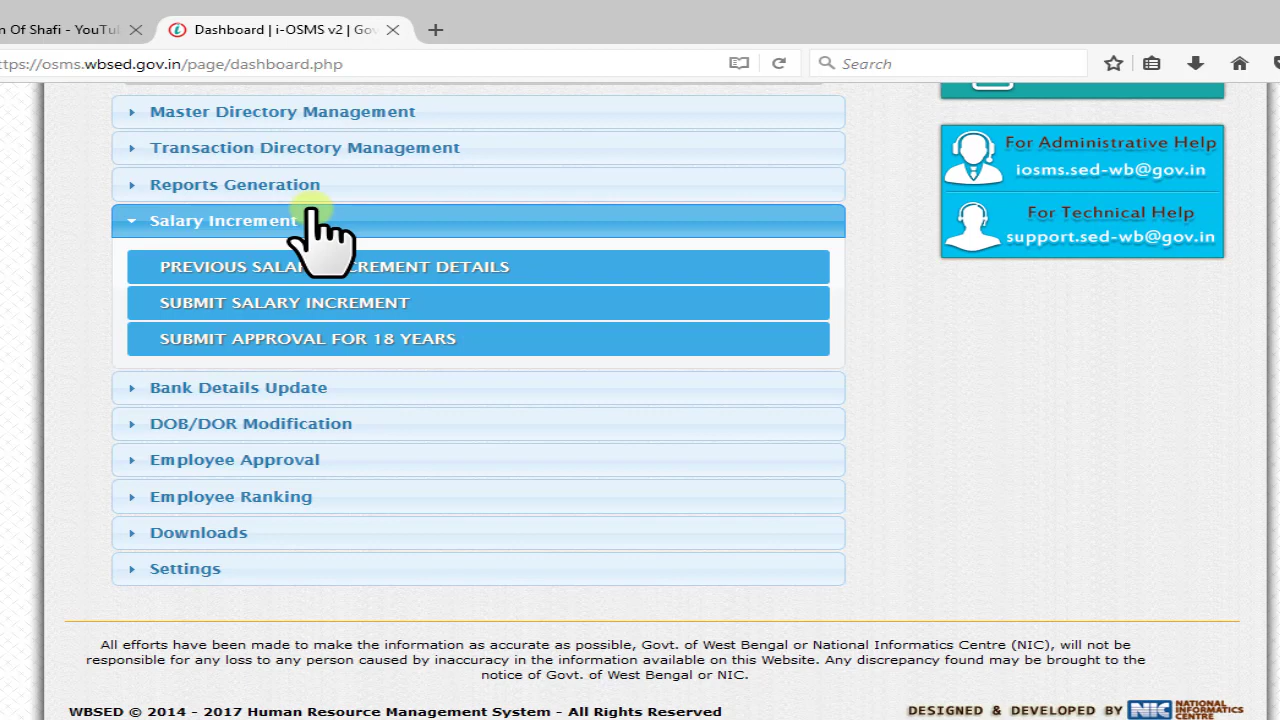 n Of Shafi - YouTu
Dashboard | i-OSMS v2 | Gov
ttps://osms.wbsed.gov.in/page/dashboard.php
Search
Master Directory Management
Transaction Directory Management
Reports Generation
Salary Increment
PREVIOUS SALARY INCREMENT DETAILS
SUBMIT SALARY INCREMENT
SUBMIT APPROVAL FOR 18 YEARS
Bank Details Update
DOB/DOR Modification
Employee Approval
Employee Ranking
Downloads
Settings
For Administrative Help
iosms.sed-wb@gov.in
For Technical Help
support.sed-wb@gov.in
All efforts have been made to make the information as accurate as possible, Govt. of West Bengal or National Informatics Centre (NIC), will not be
responsible for any loss to any person caused by inaccuracy in the information available on this Website. Any discrepancy found may be brought to the
notice of Govt. of West Bengal or NIC.
WBSED © 2014 - 2017 Human Resource Management System - All Rights Reserved
DESIGNED & DEVELOPED BY NIC NATIONAL
INFORMATICS
CENTRE